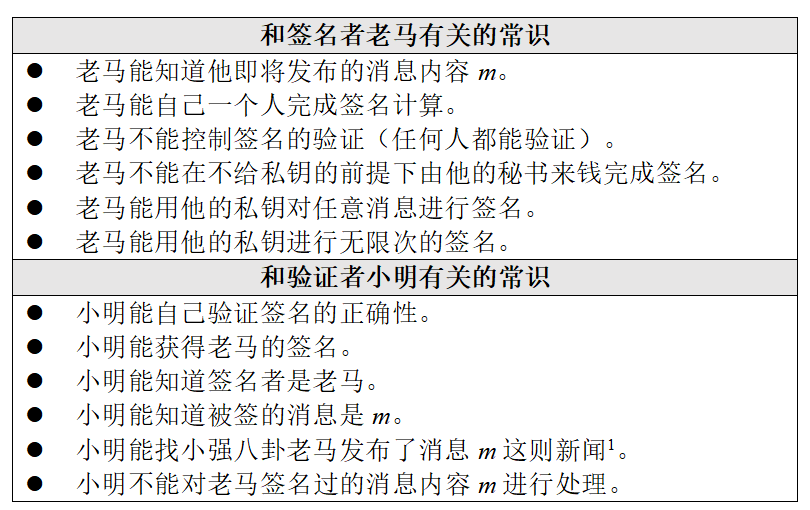 和签名者老马有关的常识
● 老马能知道他即将发布的消息内容 m。
● 老马能自己一个人完成签名计算。
● 老马不能控制签名的验证（任何人都能验证）。
● 老马不能在不给私钥的前提下由他的秘书来钱完成签名。
● 老马能用他的私钥对任意消息进行签名。
● 老马能用他的私钥进行无限次的签名。
和验证者小明有关的常识
● 小明能自己验证签名的正确性。
● 小明能获得老马的签名。
● 小明能知道签名者是老马。
● 小明能知道被签的消息是 m。
● 小明能找小强八卦老马发布了消息 m 这则新闻1。
● 小明不能对老马签名过的消息内容 m 进行处理。